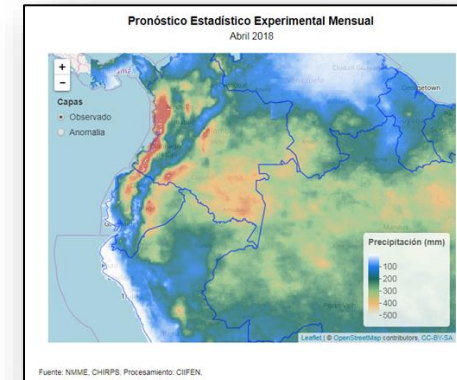 Pronóstico Estadístico Experimental Mensual
Abril 2018
+
−
Capas
Observado
Anomalia
Georgetown
Precipitación (mm)
100
200
300
400
500
Leaflet | © OpenStreetMap contributors, CC-BY-SA
Fuente: NMME, CHIRPS. Procesamiento: CIIFEN.